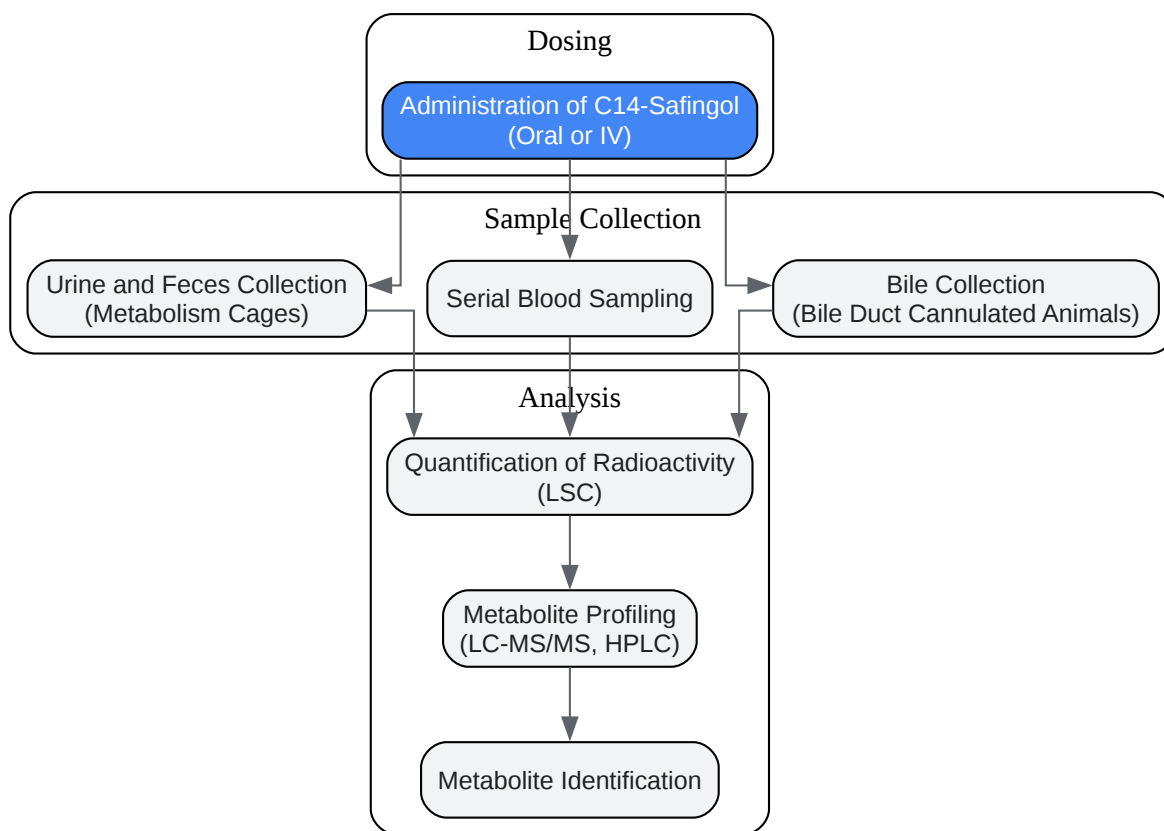 Dosing
Administration of C14-Safingol
(Oral or IV)
Sample Collection
Urine and Feces Collection
(Metabolism Cages)
Serial Blood Sampling
Bile Collection
(Bile Duct Cannulated Animals)
Analysis
Quantification of Radioactivity
(LSC)
Metabolite Profiling
(LC-MS/MS, HPLC)
Metabolite Identification